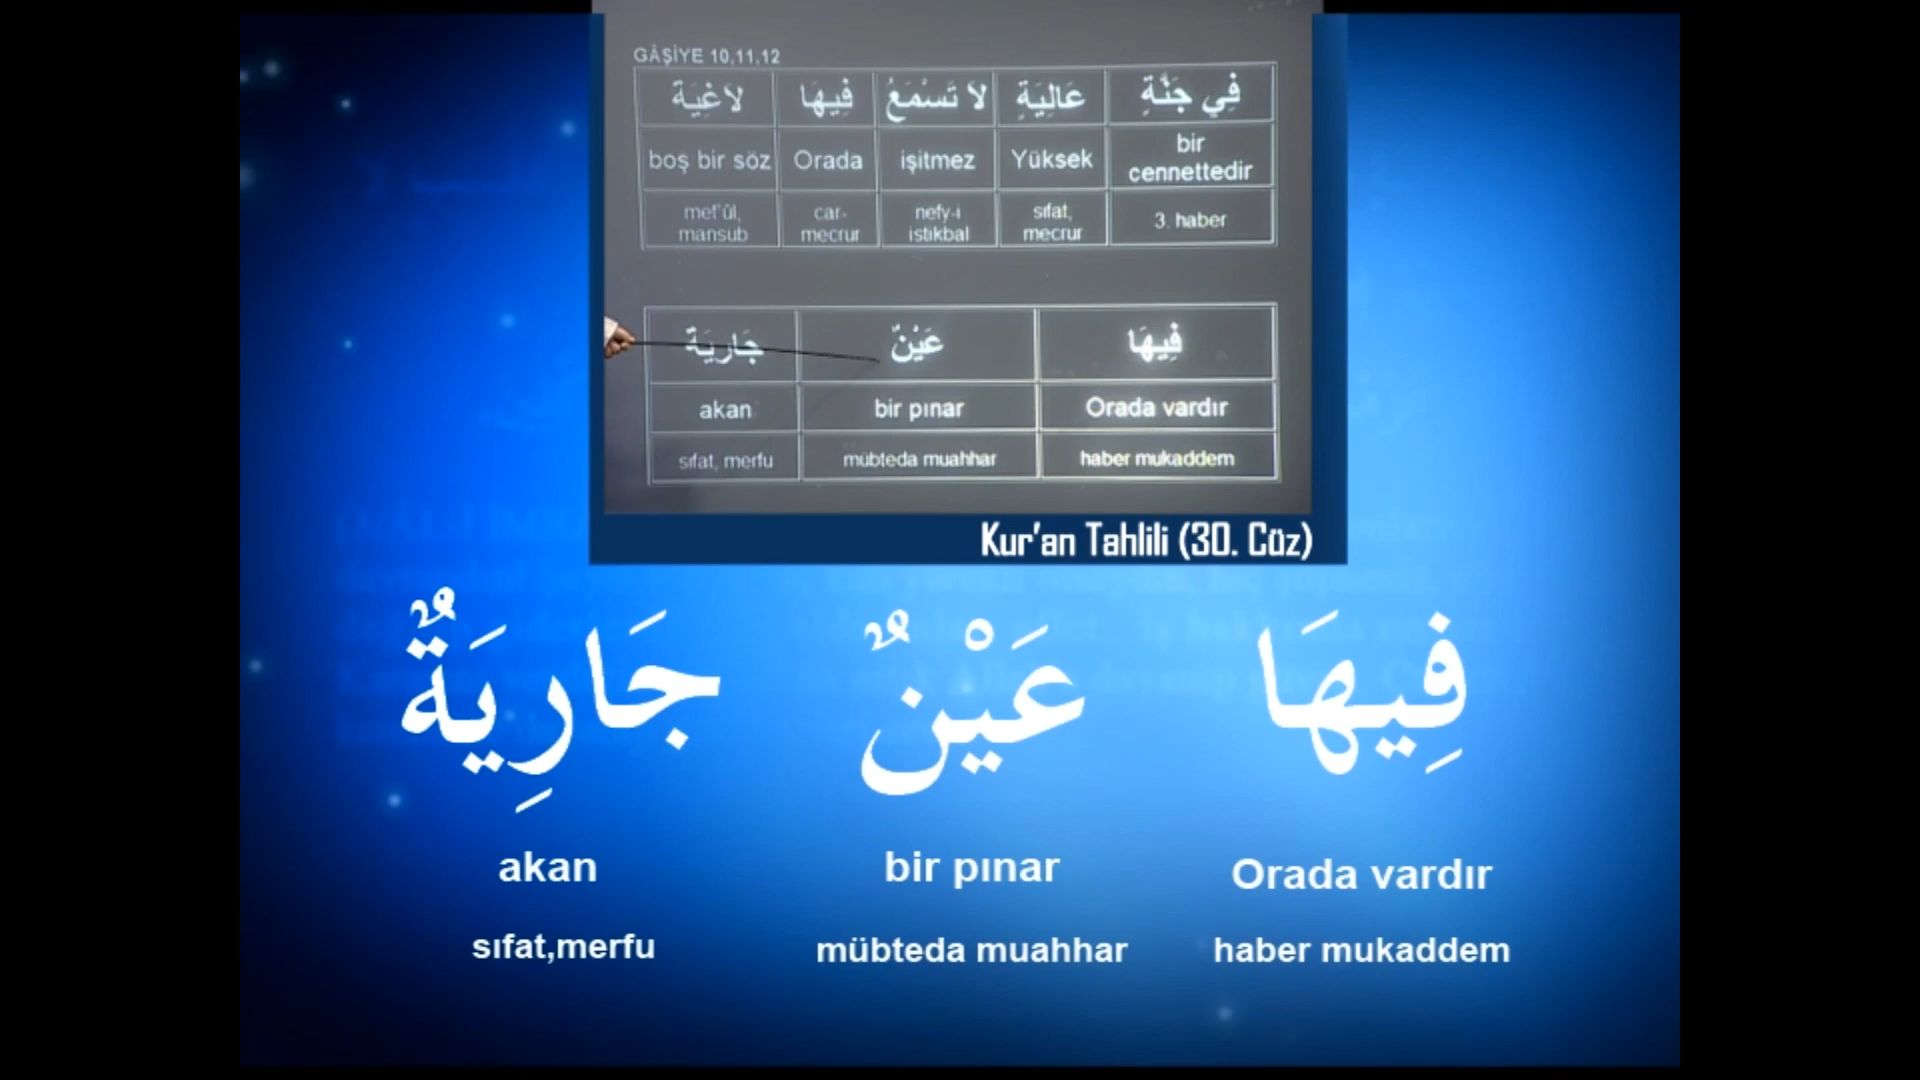 GÂŞİYE 10,11,12
فِي جَنَّةٍ عَالِيَةٍ لاَ تَسْمَعُ فِيهَا لاَغِيَة
boş bir söz Orada işitmez Yüksek bir cennettedir
mef'ûl, mansub car-mecrur nefy-i istikbal sıfat, mecrur 3. haber
فِيهَا عَيْنٌ جَارِيَة
akan bir pınar Orada vardır
sıfat, merfu mübteda muahhar haber mukaddem
Kur'an Tahlili (30. Cüz)
فِيهَا عَيْنٌ جَارِيَةٌ
akan bir pınar Orada vardır
sıfat,merfu mübteda muahhar haber mukaddem